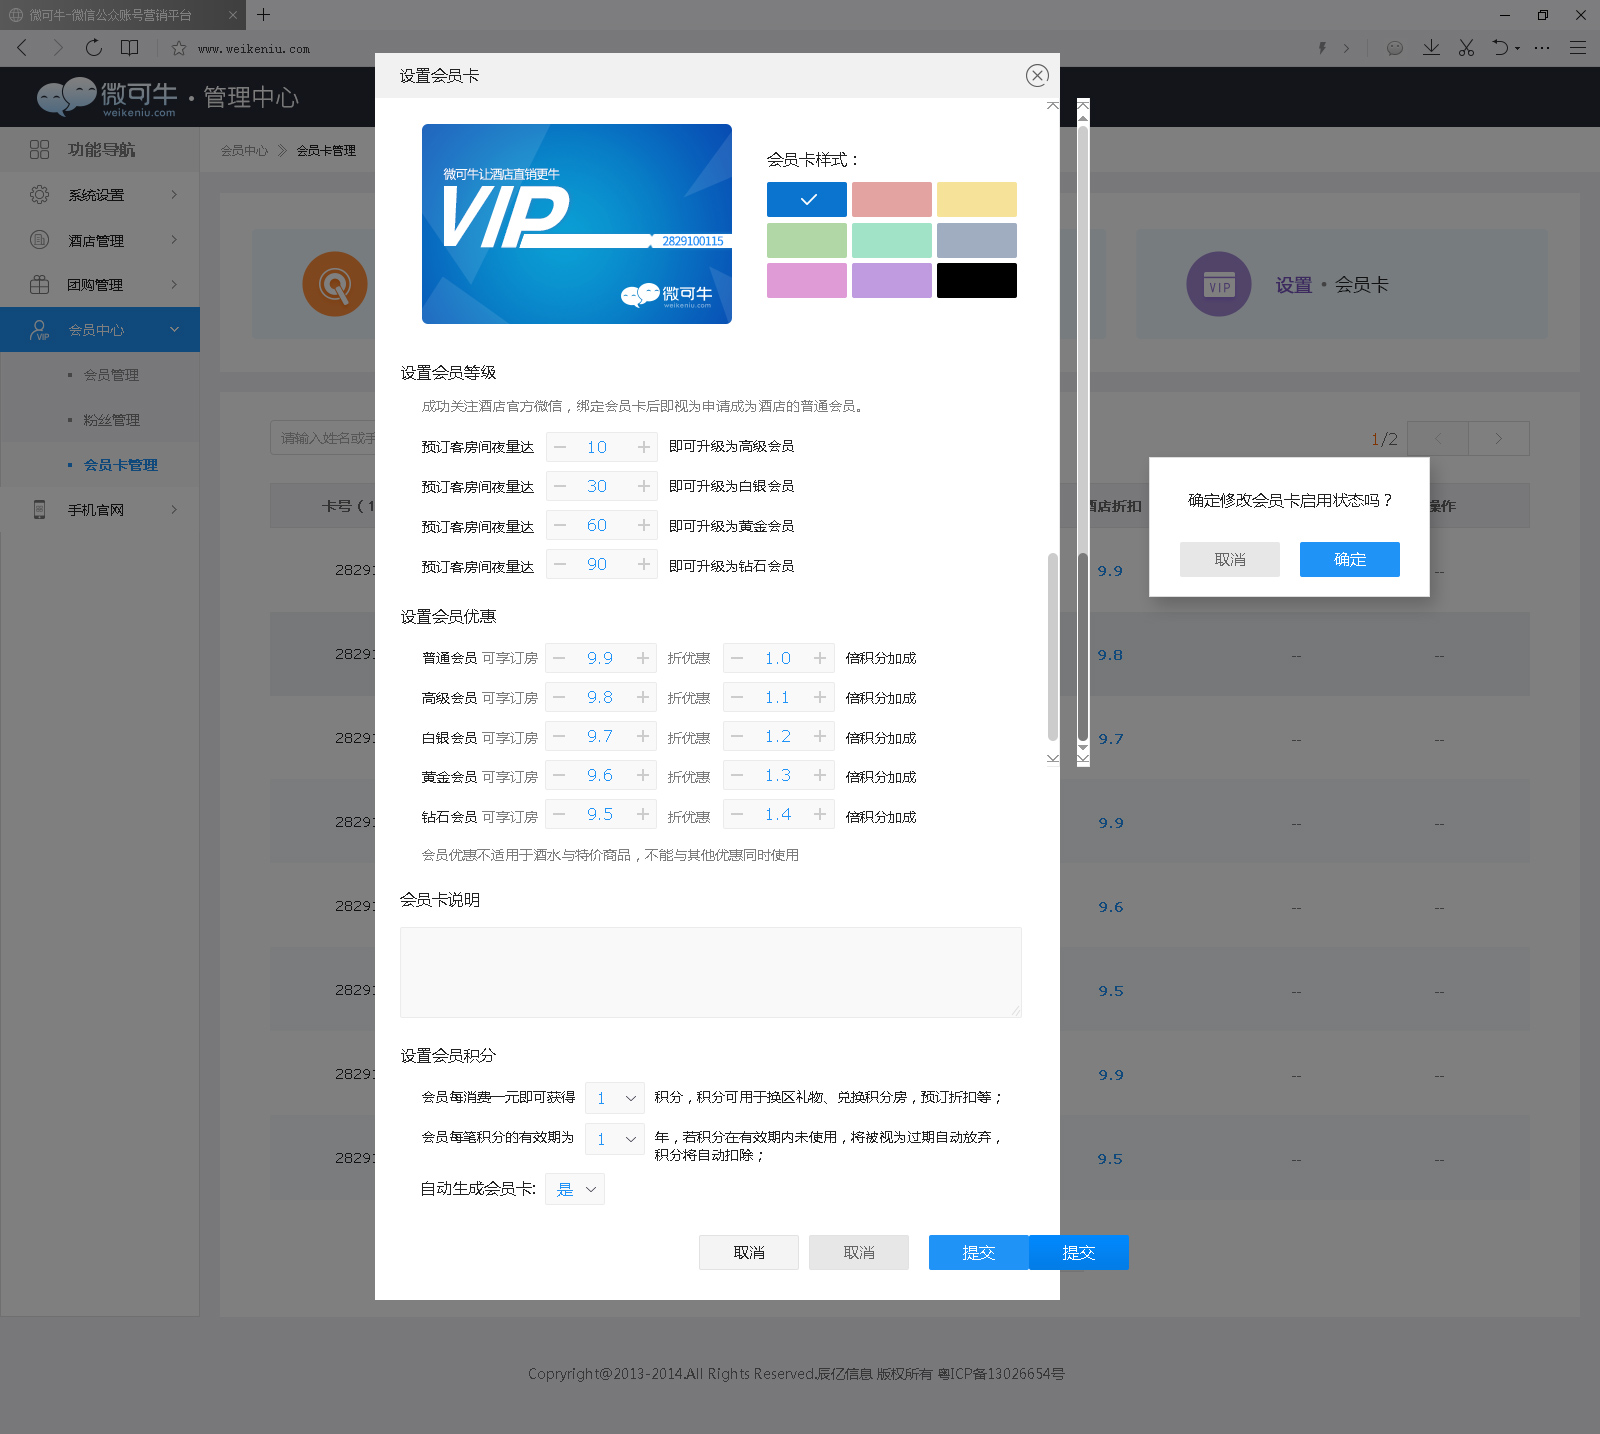 微可牛-微信公众账号营销平台
www.weikeniu.com
微可牛 · 管理中心
weikeniu.com
功能导航
系统设置
酒店管理
团购管理
会员中心
VIP
会员管理
粉丝管理
会员卡管理
手机官网
会员中心
会员卡管理
VIP
设置 · 会员卡
请输入姓名或手
1/2
卡号（1
酒店折扣
操作
2829
9.9
--
2829
9.8
--
--
2829
9.7
--
--
2829
9.9
--
--
2829
9.6
--
--
2829
9.5
--
--
2829
9.9
--
--
2829
9.5
--
--
设置会员卡
微可牛让酒店直销更牛
VIP
2829100115
微可牛
weikeniu.com
会员卡样式：
设置会员等级
成功关注酒店官方微信，绑定会员卡后即视为申请成为酒店的普通会员。
预订客房间夜量达 10 即可升级为高级会员
预订客房间夜量达 30 即可升级为白银会员
预订客房间夜量达 60 即可升级为黄金会员
预订客房间夜量达 90 即可升级为钻石会员
设置会员优惠
普通会员 可享订房 9.9 折优惠 1.0 倍积分加成
高级会员 可享订房 9.8 折优惠 1.1 倍积分加成
白银会员 可享订房 9.7 折优惠 1.2 倍积分加成
黄金会员 可享订房 9.6 折优惠 1.3 倍积分加成
钻石会员 可享订房 9.5 折优惠 1.4 倍积分加成
会员优惠不适用于酒水与特价商品，不能与其他优惠同时使用
会员卡说明
设置会员积分
会员每消费一元即可获得 1 积分，积分可用于换区礼物、兑换积分房，预订折扣等；
会员每笔积分的有效期为 1 年，若积分在有效期内未使用，将被视为过期自动放弃，
积分将自动扣除；
自动生成会员卡: 是
取消
取消
提交
提交
确定修改会员卡启用状态吗？
取消
确定
Copryright@2013-2014.All Rights Reserved.辰亿信息 版权所有 粤ICP备13026654号